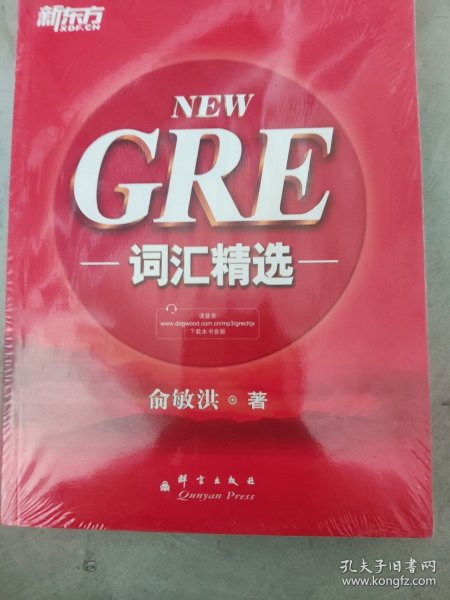 新东方
XDF.CN
NEW
GRE
词汇精选
请登录
www.dogwood.com.cn/mp3/grechjx
下载本书音频
俞敏洪 ⊙ 著
群言出版社
Qunyan Press
孔夫子旧书网
www.kongfz.com